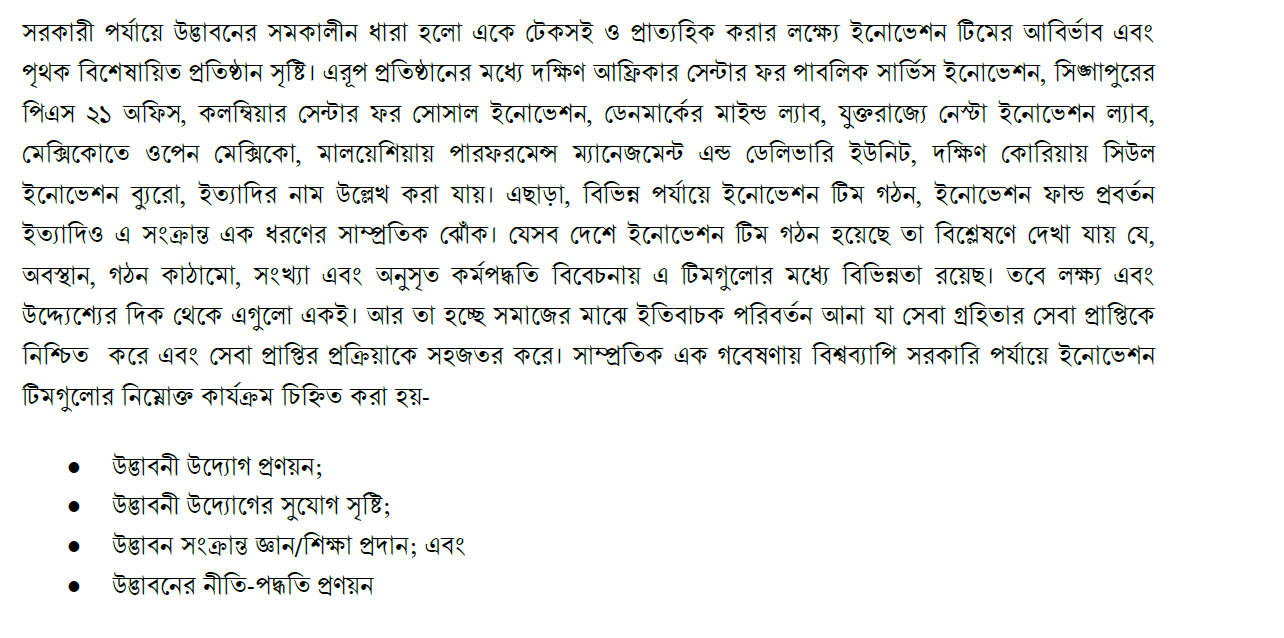 সরকারী পর্যায়ে উদ্ভাবনের সমকালীন ধারা হলো একে টেকসই ও প্রাত্যহিক করার লক্ষ্যে ইনোভেশন টিমের আবির্ভাব এবং
পৃথক বিশেষায়িত প্রতিষ্ঠান সৃষ্টি। এরূপ প্রতিষ্ঠানের মধ্যে দক্ষিণ আফ্রিকার সেন্টার ফর পাবলিক সার্ভিস ইনোভেশন, সিঙ্গাপুরের
পিএস ২১ অফিস, কলম্বিয়ার সেন্টার ফর সোসাল ইনোভেশন, ডেনমার্কের মাইন্ড ল্যাব, যুক্তরাজ্যে নেস্টা ইনোভেশন ল্যাব,
মেক্সিকোতে ওপেন মেক্সিকো, মালয়েশিয়ায় পারফরমেন্স ম্যানেজমেন্ট এন্ড ডেলিভারি ইউনিট, দক্ষিণ কোরিয়ায় সিউল
ইনোভেশন ব্যুরো, ইত্যাদির নাম উল্লেখ করা যায়। এছাড়া, বিভিন্ন পর্যায়ে ইনোভেশন টিম গঠন, ইনোভেশন ফান্ড প্রবর্তন
ইত্যাদিও এ সংক্রান্ত এক ধরণের সাম্প্রতিক ঝোঁক। যেসব দেশে ইনোভেশন টিম গঠন হয়েছে তা বিশ্লেষণে দেখা যায় যে,
অবস্থান, গঠন কাঠামো, সংখ্যা এবং অনুসৃত কর্মপদ্ধতি বিবেচনায় এ টিমগুলোর মধ্যে বিভিন্নতা রয়েছ। তবে লক্ষ্য এবং
উদ্দ্যেশ্যের দিক থেকে এগুলো একই। আর তা হচ্ছে সমাজের মাঝে ইতিবাচক পরিবর্তন আনা যা সেবা গ্রহিতার সেবা প্রাপ্তিকে
নিশ্চিত করে এবং সেবা প্রাপ্তির প্রক্রিয়াকে সহজতর করে। সাম্প্রতিক এক গবেষণায় বিশ্বব্যাপি সরকারি পর্যায়ে ইনোভেশন
টিমগুলোর নিম্নোক্ত কার্যক্রম চিহ্নিত করা হয়-
● উদ্ভাবনী উদ্যোগ প্রণয়ন;
● উদ্ভাবনী উদ্যোগের সুযোগ সৃষ্টি;
● উদ্ভাবন সংক্রান্ত জ্ঞান/শিক্ষা প্রদান; এবং
● উদ্ভাবনের নীতি-পদ্ধতি প্রণয়ন